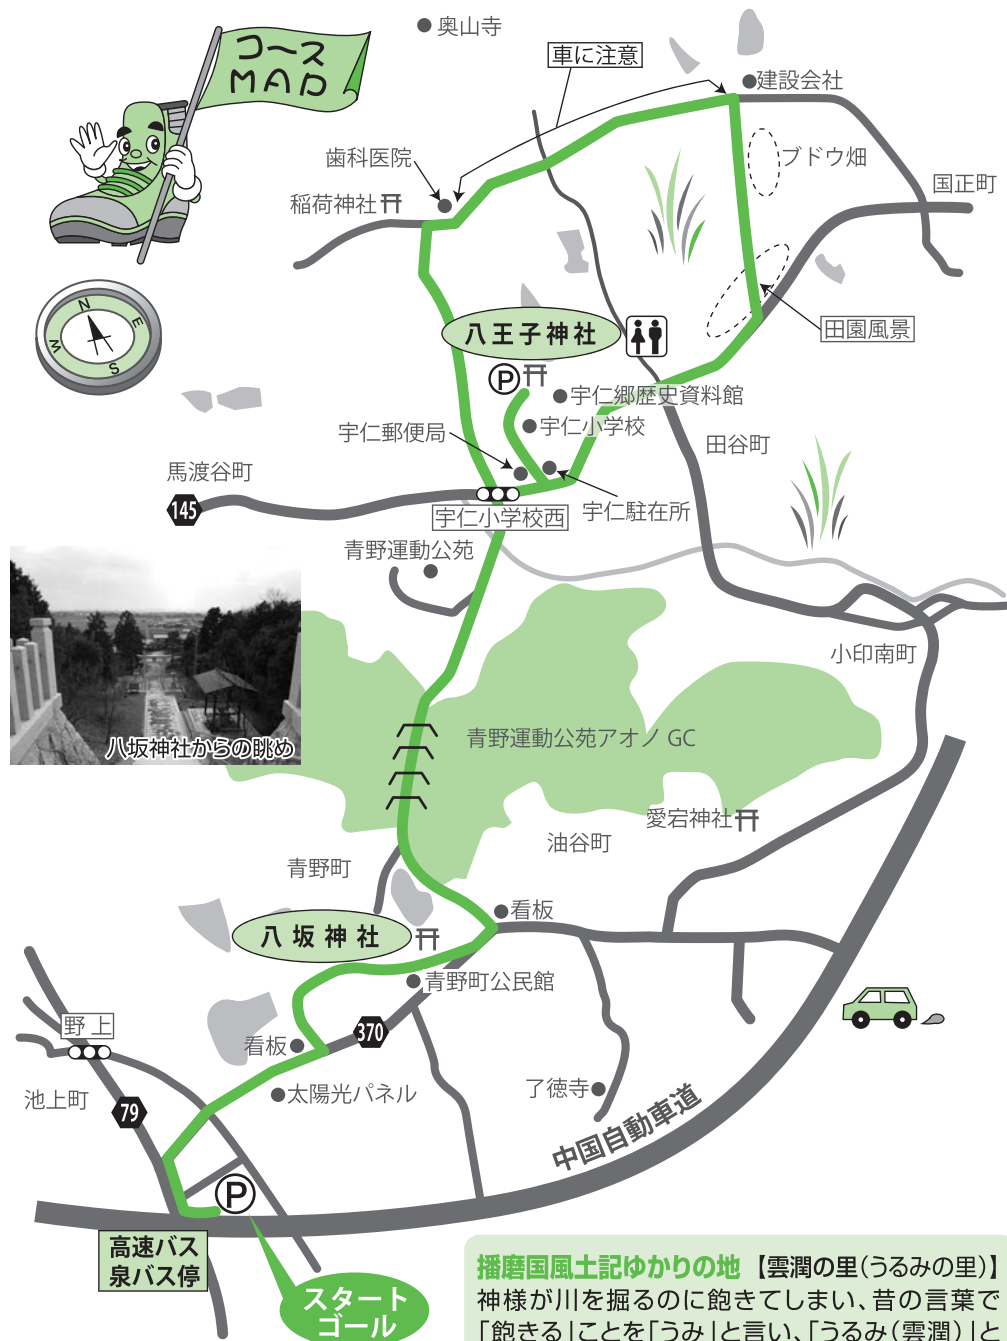 コース
MAP
奥山寺
車に注意
建設会社
歯科医院
ブドウ畑
国正町
稲荷神社
N
E
W
S
八王子神社
田園風景
P
宇仁郷歴史資料館
宇仁小学校
宇仁郵便局
田谷町
馬渡谷町
145
宇仁小学校西
宇仁駐在所
青野運動公苑
小印南町
八坂神社からの眺め
青野運動公苑アオノGC
愛宕神社
油谷町
青野町
看板
八坂神社
青野町公民館
野上
370
看板
池上町
79
太陽光パネル
了徳寺
中国自動車道
P
高速バス
泉バス停
スタート
ゴール
播磨国風土記ゆかりの地【雲潤の里(うるみの里)】
神様が川を掘るのに飽きてしまい、昔の言葉で
「飽きる」ことを「うみ」と言い、「うるみ(雲潤)」と